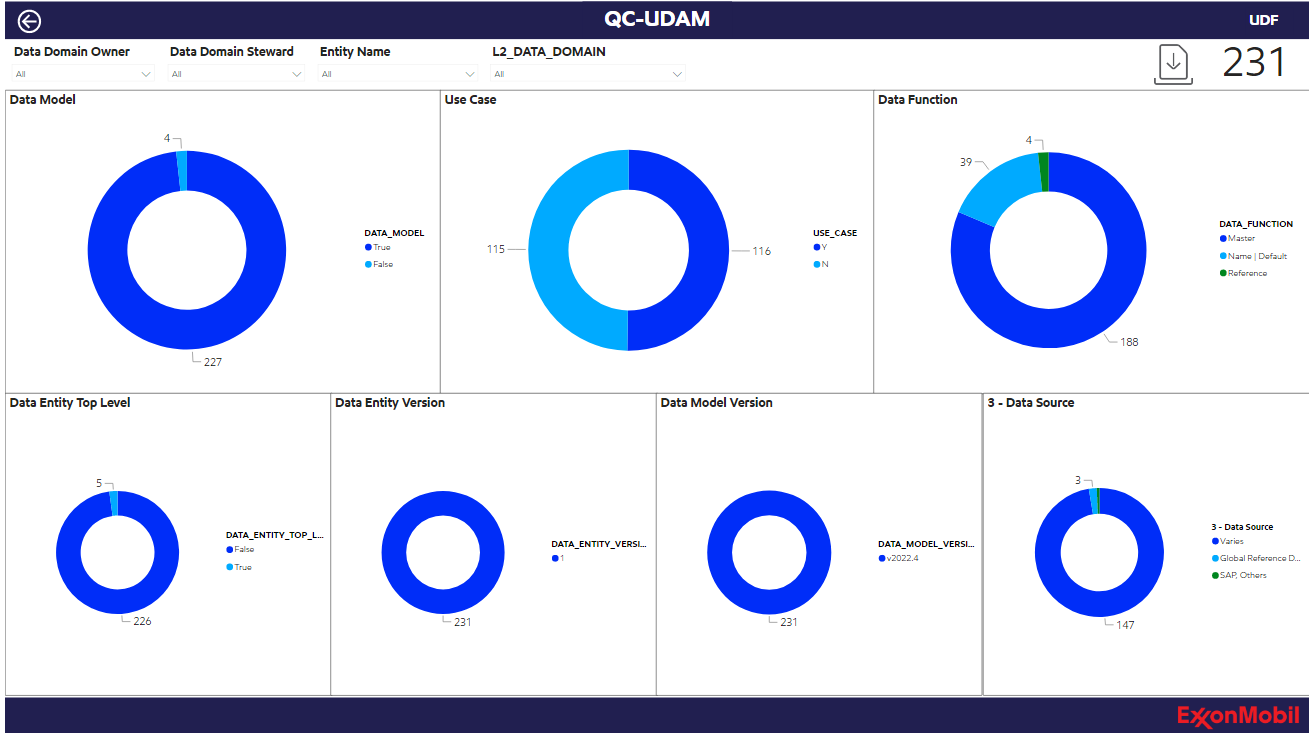 QC-UDAM
UDF
Data Domain Owner
All
Data Domain Steward
All
Entity Name
All
L2_DATA_DOMAIN
All
231
Data Model
4
227
DATA_MODEL
True
False
Use Case
115
116
USE_CASE
Y
N
Data Function
4
39
188
DATA_FUNCTION
Master
Name | Default
Reference
Data Entity Top Level
5
226
DATA_ENTITY_TOP_L...
False
True
Data Entity Version
231
DATA_ENTITY_VERSI...
1
Data Model Version
231
DATA_MODEL_VERSI...
v2022.4
3 - Data Source
3
147
3 - Data Source
Varies
Global Reference D...
SAP, Others
ExxonMobil